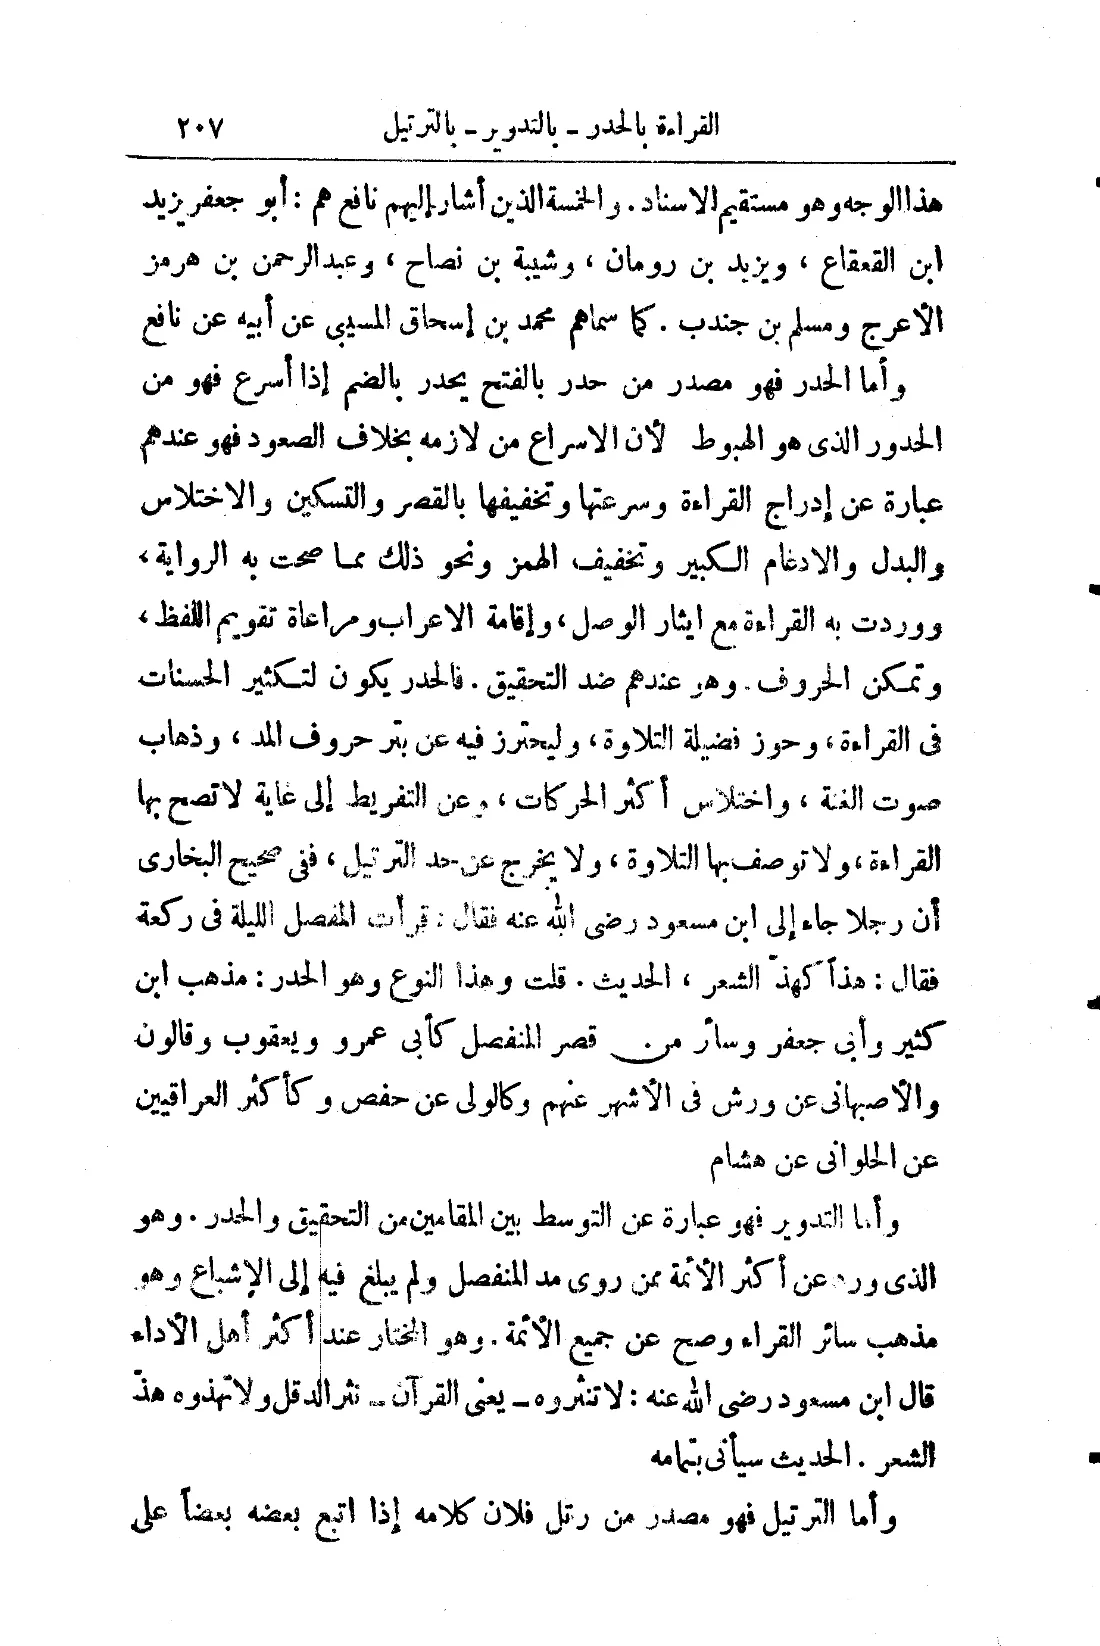 القراءة بالحدر - بالتدوير - بالترتيل ٢٠٧
هذا الوجه وهو مستقيم الاسناد . والخمسة الذين أشار إليهم نافع هم : أبو جعفر يزيد
ابن القعقاع ، ويزيد بن رومان ، وشيبة بن نصاح ، وعبد الرحمن بن هرمز
الأعرج ومسلم بن جندب . كما سماهم محمد بن إسحاق المسيبى عن أبيه عن نافع
وأما الحدر فهو مصدر من حدر بالفتح يحدر بالضم إذا أسرع فهو من
الحدور الذى هو الهبوط لأن الاسراع من لازمه بخلاف الصعود فهو عندهم
عبارة عن إدراج القراءة وسرعتها وتخفيفها بالقصر والتسكين والاختلاس
والبدل والادغام الكبير وتخفيف الهمز ونحو ذلك مما صحت به الرواية ،
ووردت به القراءة مع ايثار الوصل ، وإقامة الاعراب ومراعاة تقويم اللفظ ،
وتمكن الحروف . وهو عندهم ضد التحقيق . فالحدر يكون لتكثير الحسنات
فى القراءة ، وحوز فضيلة التلاوة ، وليحترز فيه عن بتر حروف المد ، وذهاب
صوت الغنة ، واختلاس أكثر الحركات ، وعن التفريط إلى غاية لا تصح بها
القراءة ، ولا توصف بها التلاوة ، ولا يخرج عن حد الترتيل ، ففى صحيح البخارى
أن رجلا جاء إلى ابن مسعود رضى الله عنه فقال : قرأت المفصل الليلة فى ركعة
فقال : هذاً كهذّ الشعر ، الحديث . قلت وهذا النوع وهو الحدر : مذهب ابن
كثير وأبى جعفر وسائر من قصر المنفصل كأبى عمرو ويعقوب وقالون
والأصبهانى عن ورش فى الأشهر عنهم وكالولى عن حفص وكأكثر العراقيين
عن الحلوانى عن هشام
وأما التدوير فهو عبارة عن التوسط بين المقامين من التحقيق والحدر . وهو
الذى ورد عن أكثر الأئمة ممن روى مد المنفصل ولم يبلغ فيه إلى الإشباع وهو
مذهب سائر القراء وصح عن جميع الأئمة . وهو المختار عند أكثر أهل الأداء
قال ابن مسعود رضى الله عنه : لا تنثروه - يعنى القرآن - نثر الدقل ولا تهذوه هذّ
الشعر . الحديث سيأتى بتمامه
وأما الترتيل فهو مصدر من رتل فلان كلامه إذا اتبع بعضه بعضاً على